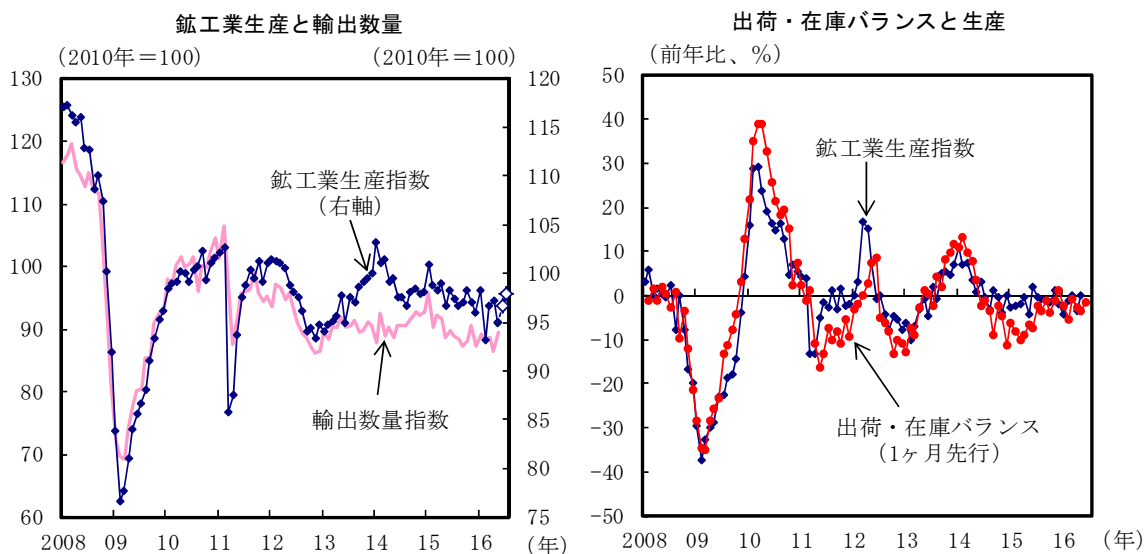 鉱工業生産と輸出数量
（2010年＝100）
（2010年＝100）
130
120
110
100
90
80
70
60
120
115
110
105
100
95
90
85
80
75
鉱工業生産指数
（右軸）
輸出数量指数
2008 09 10 11 12 13 14 15 16 （年）
出荷・在庫バランスと生産
（前年比、％）
50
40
30
20
10
0
-10
-20
-30
-40
-50
鉱工業生産指数
出荷・在庫バランス
（1ヶ月先行）
2008 09 10 11 12 13 14 15 16 （年）